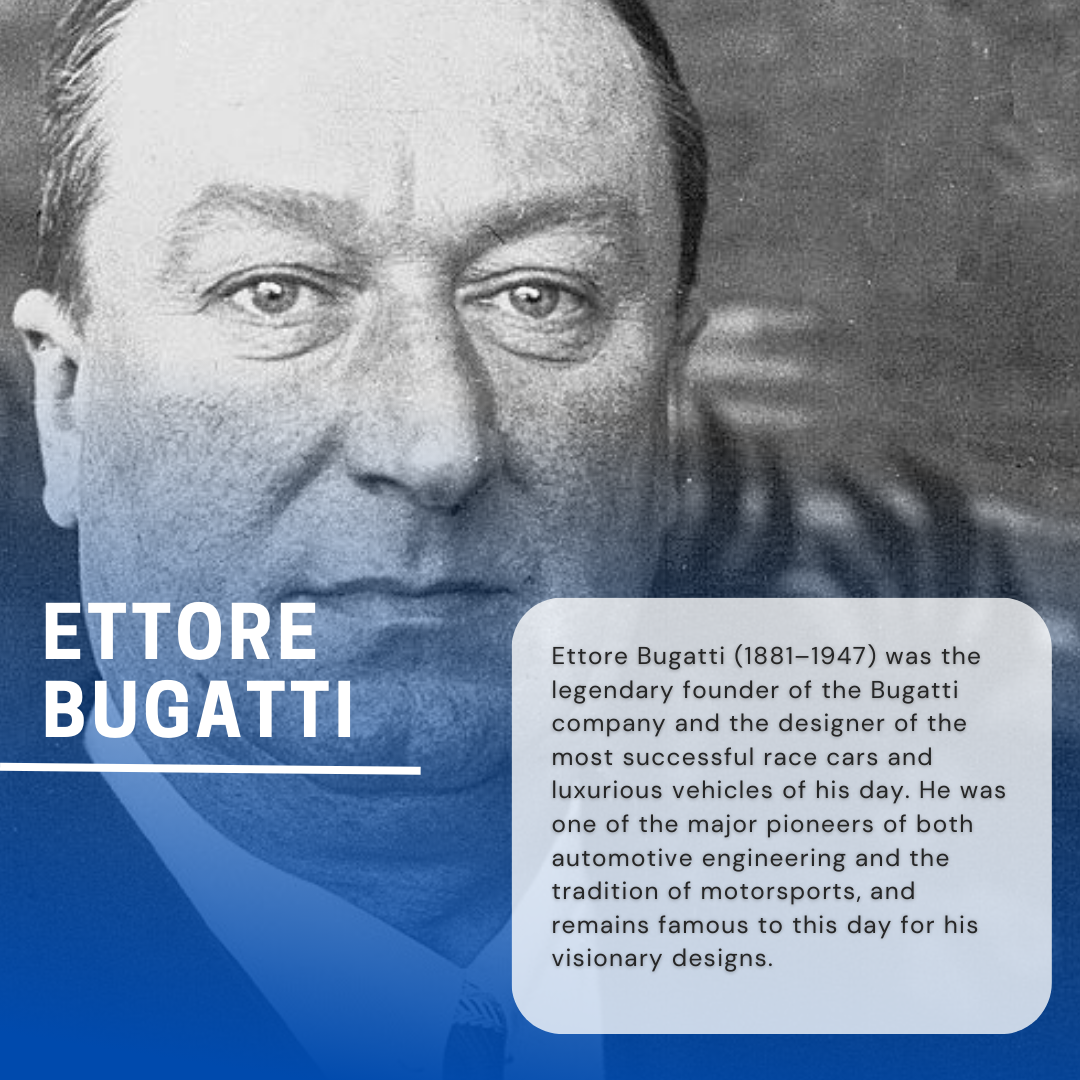 ETTORE
BUGATTI
Ettore Bugatti (1881–1947) was the
legendary founder of the Bugatti
company and the designer of the
most successful race cars and
luxurious vehicles of his day. He was
one of the major pioneers of both
automotive engineering and the
tradition of motorsports, and
remains famous to this day for his
visionary designs.